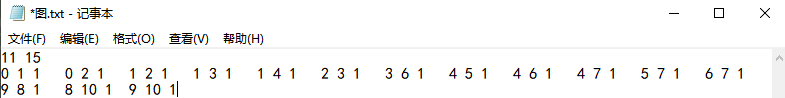 *图.txt - 记事本
文件(F) 编辑(E) 格式(O) 查看(V) 帮助(H)
11 15
0 1 1 0 2 1 1 2 1 1 3 1 1 4 1 2 3 1 3 6 1 4 5 1 4 6 1 4 7 1 5 7 1 6 7 1
9 8 1 8 10 1 9 10 1